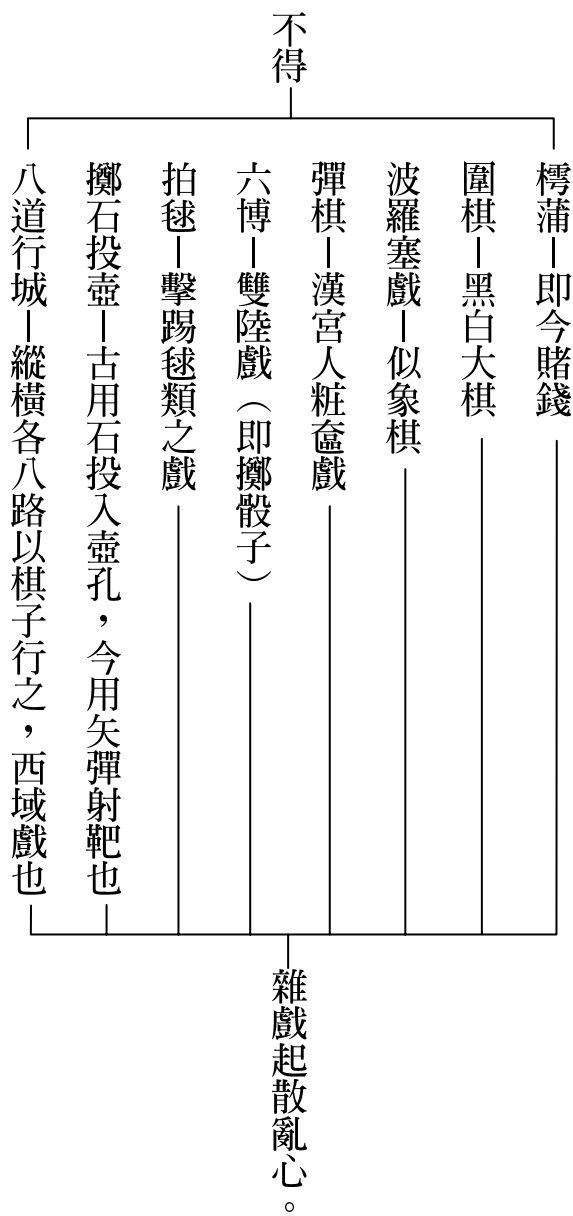 不得
樗蒲—即今賭錢
圍棋—黑白大棋
波羅塞戲—似象棋
彈棋—漢宮人粧奩戲
六博—雙陸戲（即擲骰子）
拍毬—擊踢毬類之戲
擲石投壺—古用石投入壺孔，今用矢彈射靶也
八道行城—縱橫各八路以棋子行之，西域戲也
雜戲起散亂心。